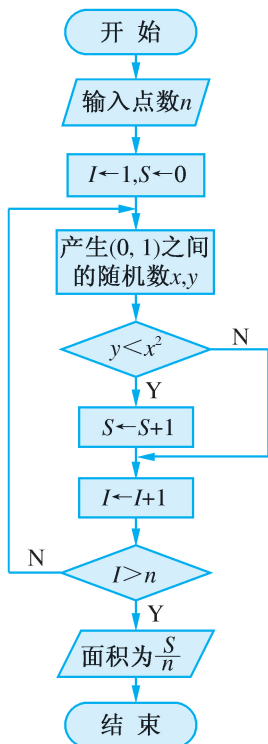 开 始
输入点数n
I←1,S←0
产生(0, 1)之间
的随机数x,y
y<x²
N
Y
S←S+1
I←I+1
N
I>n
Y
面积为S/n
结 束